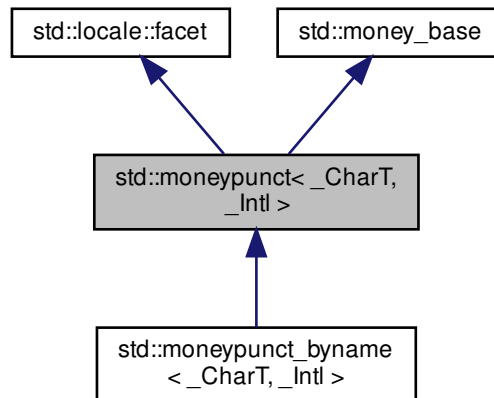 std::locale::facet
std::money_base
std::moneypunct< _CharT,
_Intl >
std::moneypunct_byname
< _CharT, _Intl >